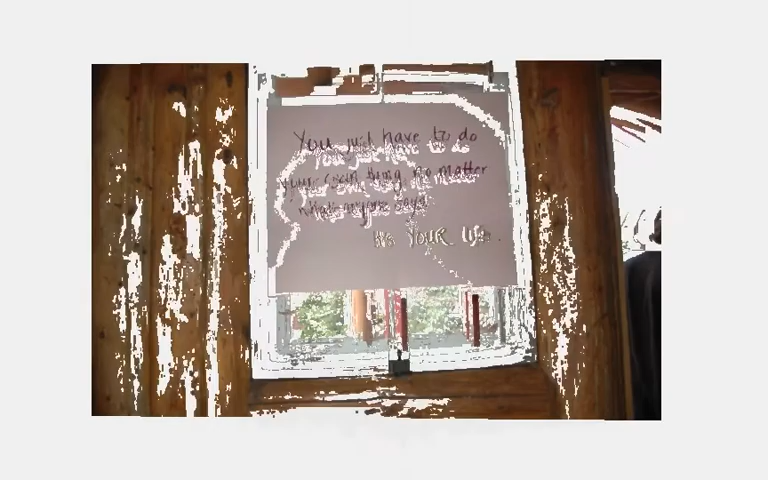 You just have to do
your own thing, no matter
what anyone says.
It's YOUR life.